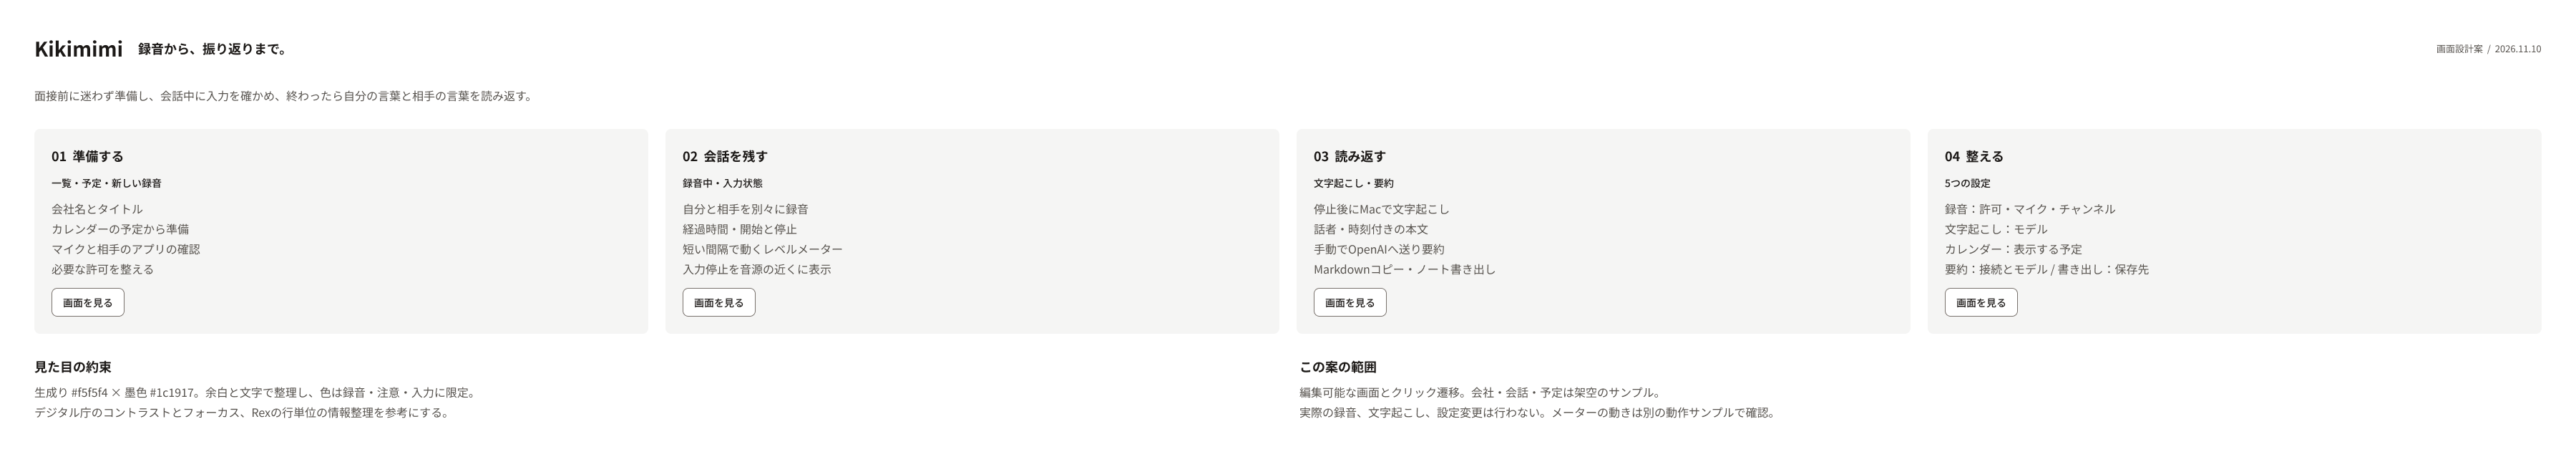 Kikimimi 録音から、振り返りまで。
画面設計案 / 2026.11.10
面接前に迷わず準備し、会話中に入力を確かめ、終わったら自分の言葉と相手の言葉を読み返す。
01 準備する
一覧・予定・新しい録音
会社名とタイトル
カレンダーの予定から準備
マイクと相手のアプリの確認
必要な許可を整える
画面を見る
02 会話を残す
録音中・入力状態
自分と相手を別々に録音
経過時間・開始と停止
短い間隔で動くレベルメーター
入力停止を音源の近くに表示
画面を見る
03 読み返す
文字起こし・要約
停止後にMacで文字起こし
話者・時刻付きの本文
手動でOpenAIへ送り要約
Markdownコピー・ノート書き出し
画面を見る
04 整える
5つの設定
録音：許可・マイク・チャンネル
文字起こし：モデル
カレンダー：表示する予定
要約：接続とモデル / 書き出し：保存先
画面を見る
見た目の約束
生成り #f5f5f4 × 墨色 #1c1917。余白と文字で整理し、色は録音・注意・入力に限定。
デジタル庁のコントラストとフォーカス、Rexの行単位の情報整理を参考にする。
この案の範囲
編集可能な画面とクリック遷移。会社・会話・予定は架空のサンプル。
実際の録音、文字起こし、設定変更は行わない。メーターの動きは別の動作サンプルで確認。